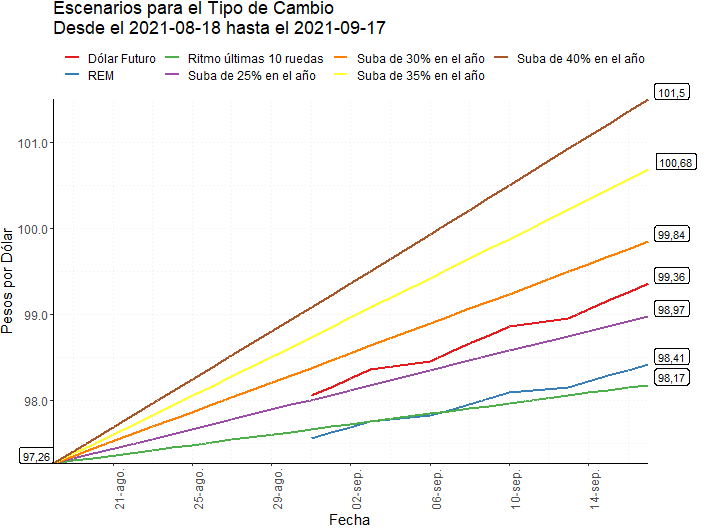 Escenarios para el Tipo de Cambio
Desde el 2021-08-18 hasta el 2021-09-17
Dólar Futuro
Ritmo últimas 10 ruedas
Suba de 30% en el año
Suba de 40% en el año
REM
Suba de 25% en el año
Suba de 35% en el año
101,5
101.0
100,68
100.0
99,84
99,36
99.0
98,97
98,41
98,17
98.0
97,26
Pesos por Dólar
21-ago.
25-ago.
29-ago.
02-sep.
06-sep.
10-sep.
14-sep.
Fecha